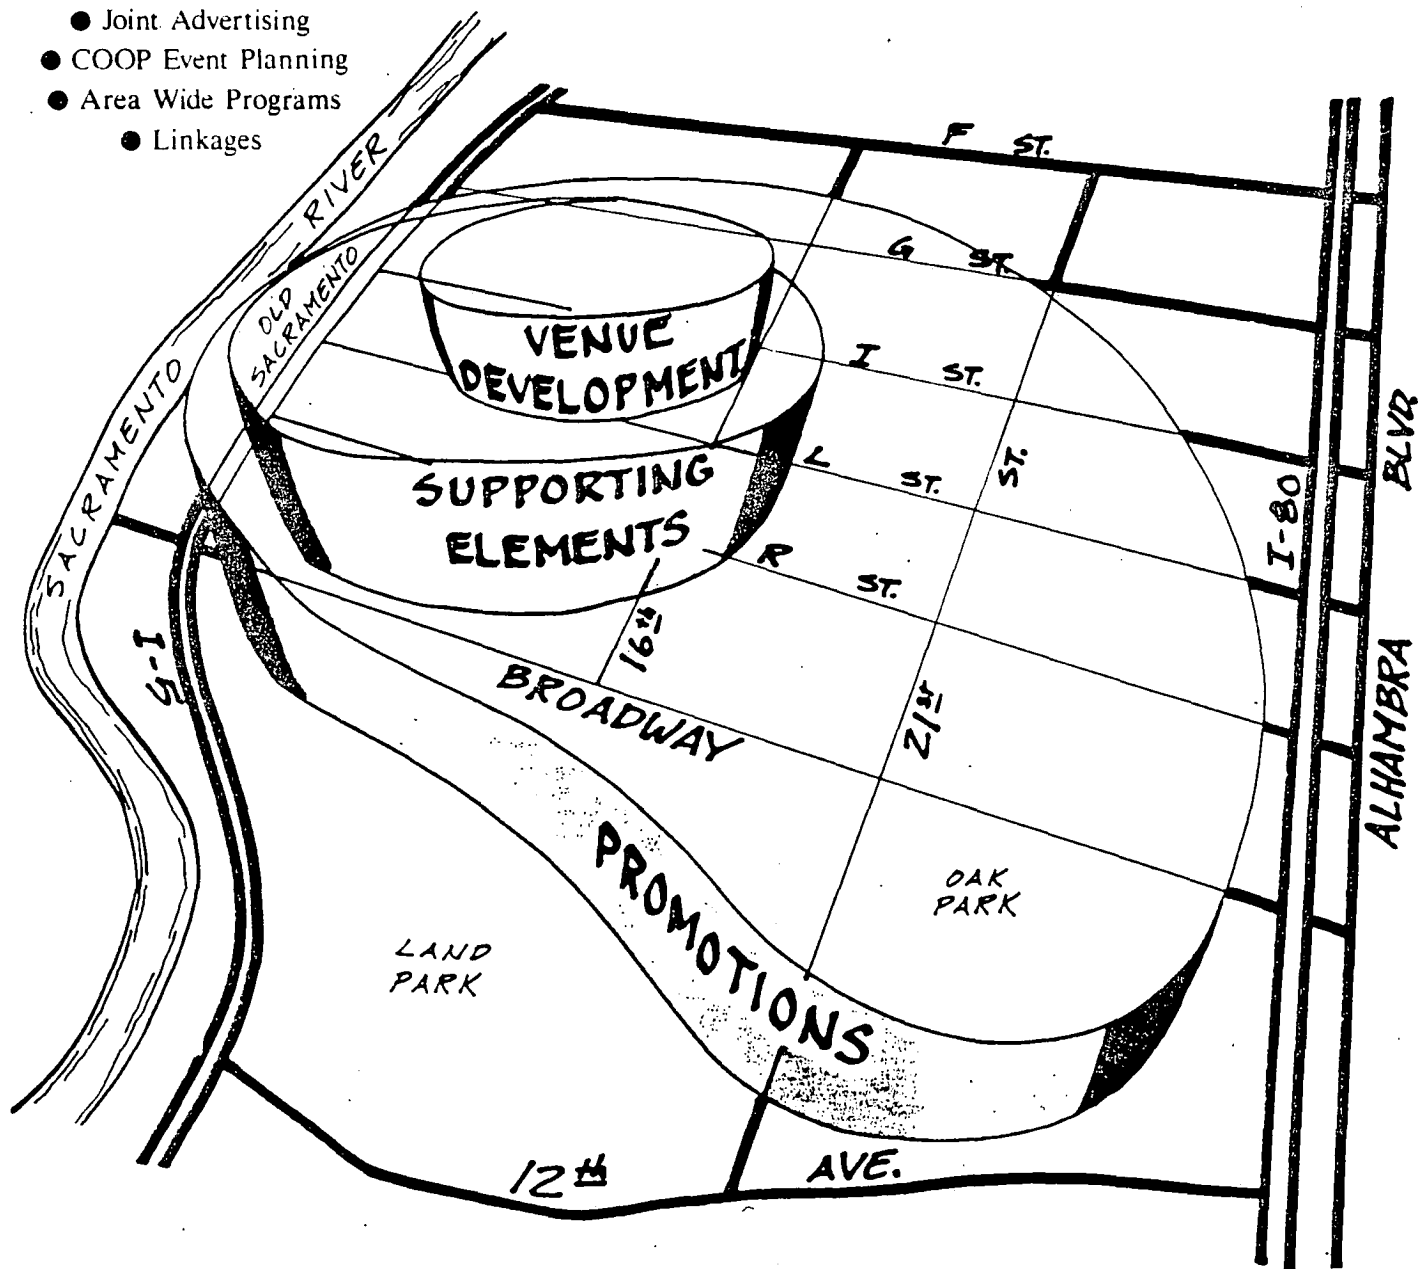 ● Joint Advertising
● COOP Event Planning
● Area Wide Programs
● Linkages
F ST.
SACRAMENTO RIVER
OLD
SACRAMENTO
G ST.
VENUE
DEVELOPMENT
I ST.
BLVD.
SUPPORTING
ELEMENTS
L ST.
ST.
I-80
R ST.
16th
I-5
BROADWAY
21st
ALHAMBRA
PROMOTIONS
OAK
PARK
LAND
PARK
12th AVE.